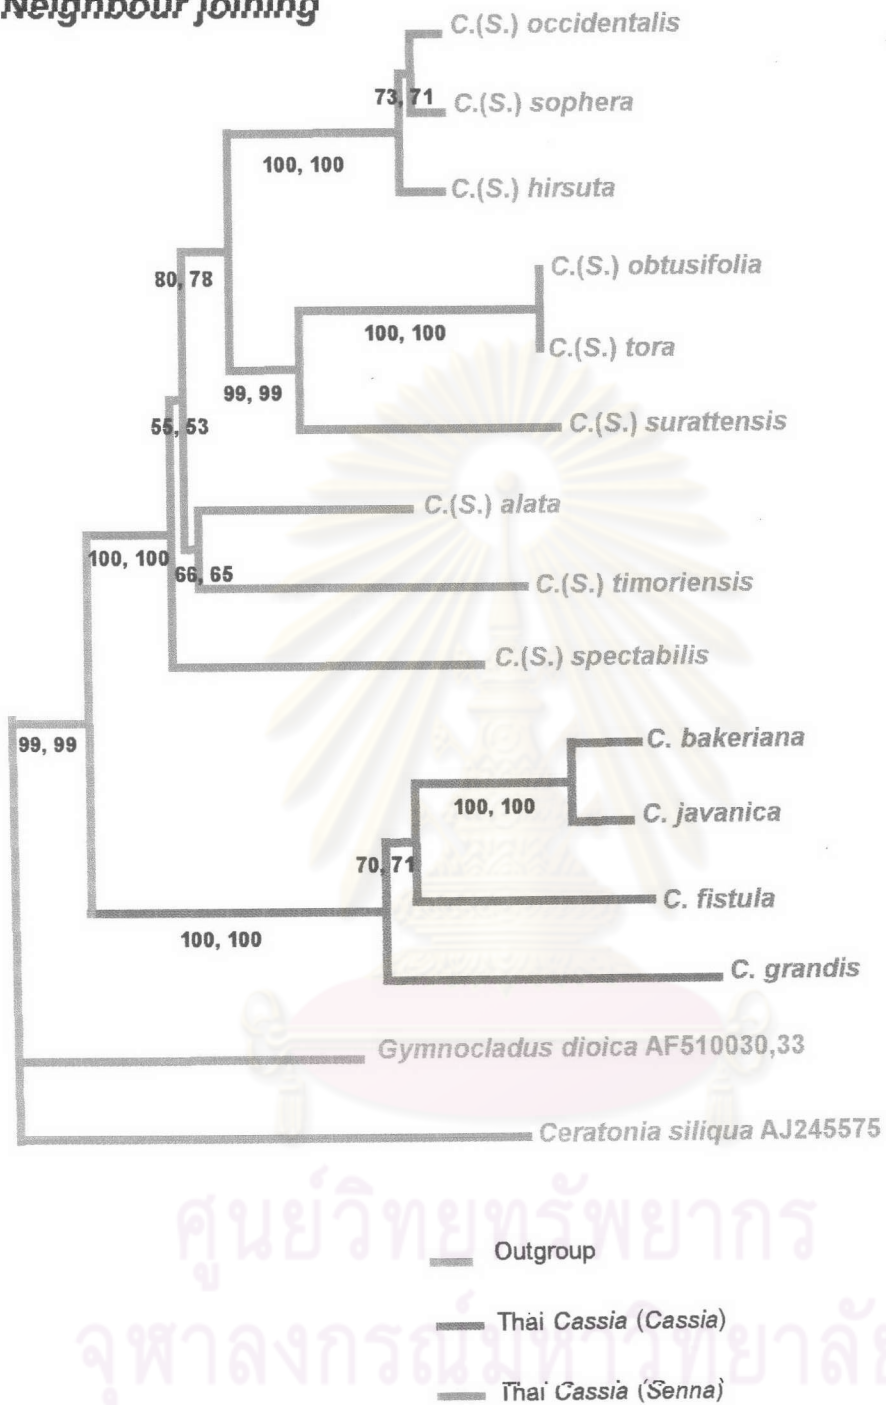 Neighbour joining
C.(S.) occidentalis
73, 71
C.(S.) sophera
100, 100
C.(S.) hirsuta
C.(S.) obtusifolia
80, 78
100, 100
C.(S.) tora
99, 99
C.(S.) surattensis
55, 53
C.(S.) alata
100, 100
66, 65
C.(S.) timoriensis
C.(S.) spectabilis
99, 99
C. bakeriana
100, 100
C. javanica
70, 71
C. fistula
100, 100
C. grandis
Gymnocladus dioica AF510030,33
Ceratonia siliqua AJ245575
ศูนย์วิทยทรัพยากร
Outgroup
Thai Cassia (Cassia)
จุฬาลงกรณ์มหาวิทยาลัย
Thai Cassia (Senna)